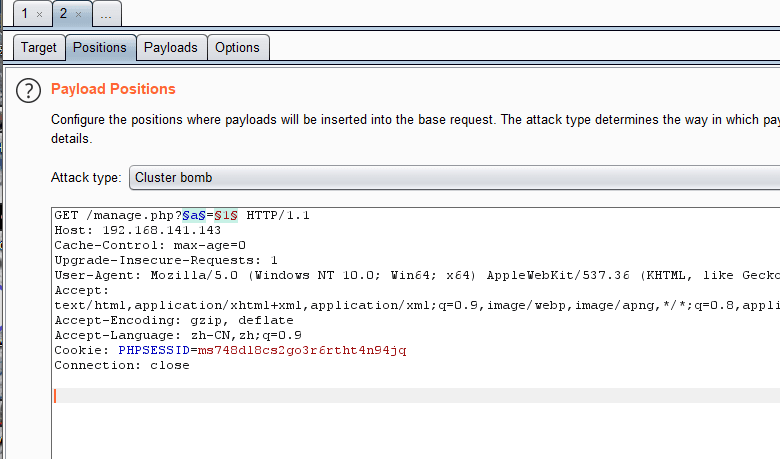 1 × 2 × ...
Target Positions Payloads Options
? Payload Positions
Configure the positions where payloads will be inserted into the base request. The attack type determines the way in which pay
details.
Attack type: Cluster bomb
GET /manage.php?§a§=§1§ HTTP/1.1
Host: 192.168.141.143
Cache-Control: max-age=0
Upgrade-Insecure-Requests: 1
User-Agent: Mozilla/5.0 (Windows NT 10.0; Win64; x64) AppleWebKit/537.36 (KHTML, like Gecko
Accept:
text/html,application/xhtml+xml,application/xml;q=0.9,image/webp,image/apng,*/*;q=0.8,appli
Accept-Encoding: gzip, deflate
Accept-Language: zh-CN,zh;q=0.9
Cookie: PHPSESSID=ms748dl8cs2go3r6rtht4n94jq
Connection: close